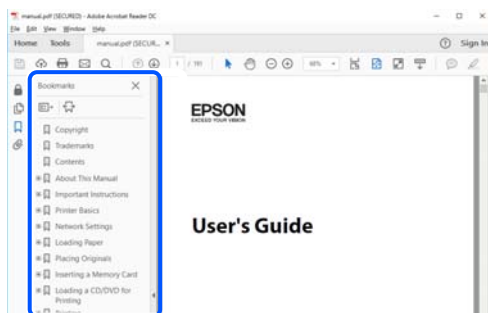 manual.pdf (SECURED) - Adobe Acrobat Reader DC
File Edit View Window Help
Home Tools manual.pdf (SECUR... × Sign In
1 / 191
Bookmarks
Copyright
Trademarks
Contents
About This Manual
Important Instructions
Printer Basics
Network Settings
Loading Paper
Placing Originals
Inserting a Memory Card
Loading a CD/DVD for
Printing
EPSON
EXCEED YOUR VISION
User's Guide